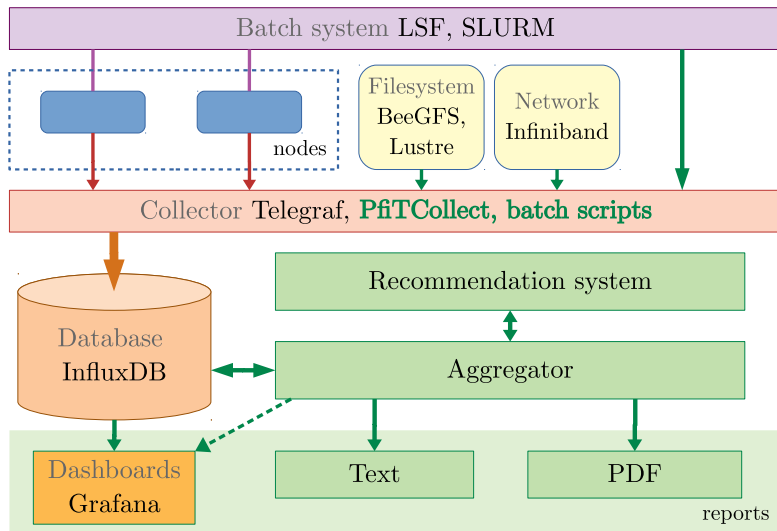 Batch system LSF, SLURM
Filesystem
BeeGFS,
Lustre
Network
Infiniband
nodes
Collector Telegraf, PfiTCollect, batch scripts
Recommendation system
Database
InfluxDB
Aggregator
Dashboards
Grafana
Text
PDF
reports